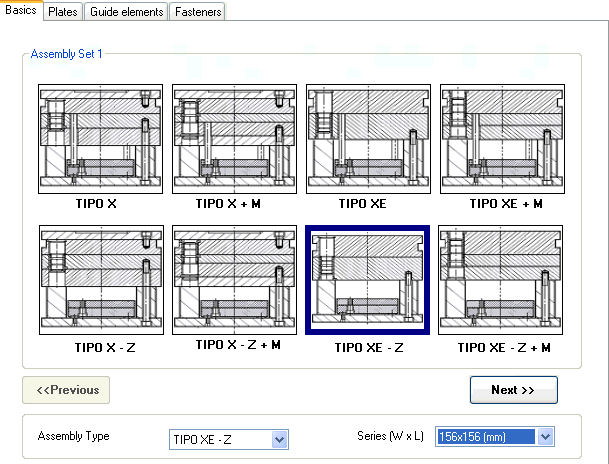 Basics Plates Guide elements Fasteners
Assembly Set 1
TIPO X TIPO X + M TIPO XE TIPO XE + M
TIPO X - Z TIPO X - Z + M TIPO XE - Z TIPO XE - Z + M
<<Previous Next >>
Assembly Type TIPO XE - Z Series (W x L) 156x156 (mm)